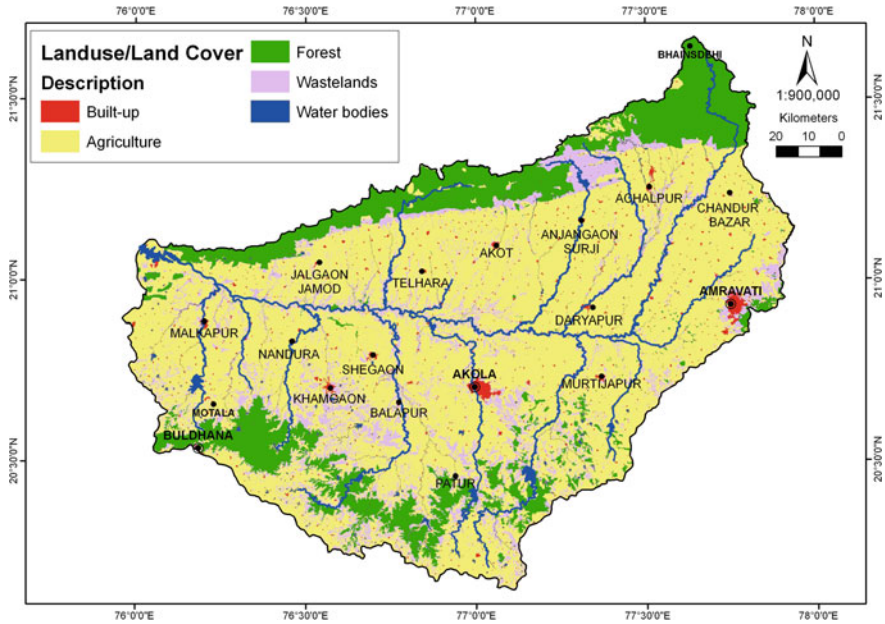 76°0'0"E 76°30'0"E 77°0'0"E 77°30'0"E 78°0'0"E
Landuse/Land Cover
Description
Built-up
Agriculture
Forest
Wastelands
Water bodies
N
1:900,000
Kilometers
20 10 0
21°30'0"N
21°30'0"N
BHAINSDEHI
ACHALPUR
CHANDUR
BAZAR
ANJANGAON
SURJI
AKOT
JALGAON
JAMOD
TELHARA
21°0'0"N
21°0'0"N
AMRAVATI
DARYAPUR
MALKAPUR
NANDURA
SHEGAON
AKOLA
MURTIJAPUR
KHAMGAON
BALAPUR
MOTALA
BULDHANA
PATUR
20°30'0"N
20°30'0"N
76°0'0"E 76°30'0"E 77°0'0"E 77°30'0"E 78°0'0"E